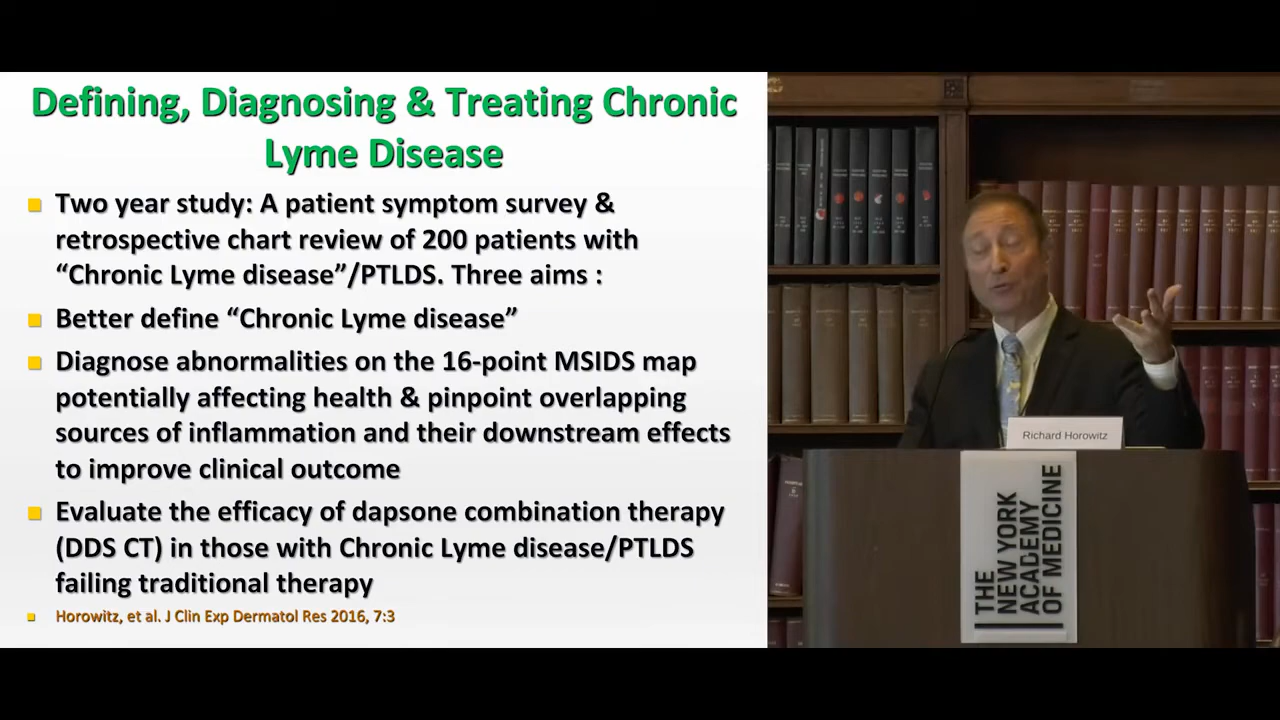 Defining, Diagnosing & Treating Chronic
Lyme Disease
Two year study: A patient symptom survey &
retrospective chart review of 200 patients with
“Chronic Lyme disease”/PTLDS. Three aims :
Better define “Chronic Lyme disease”
Diagnose abnormalities on the 16-point MSIDS map
potentially affecting health & pinpoint overlapping
sources of inflammation and their downstream effects
to improve clinical outcome
Evaluate the efficacy of dapsone combination therapy
(DDS CT) in those with Chronic Lyme disease/PTLDS
failing traditional therapy
Horowitz, et al. J Clin Exp Dermatol Res 2016, 7:3
Richard Horowitz
THE
NEW YORK
ACADEMY
OF MEDICINE